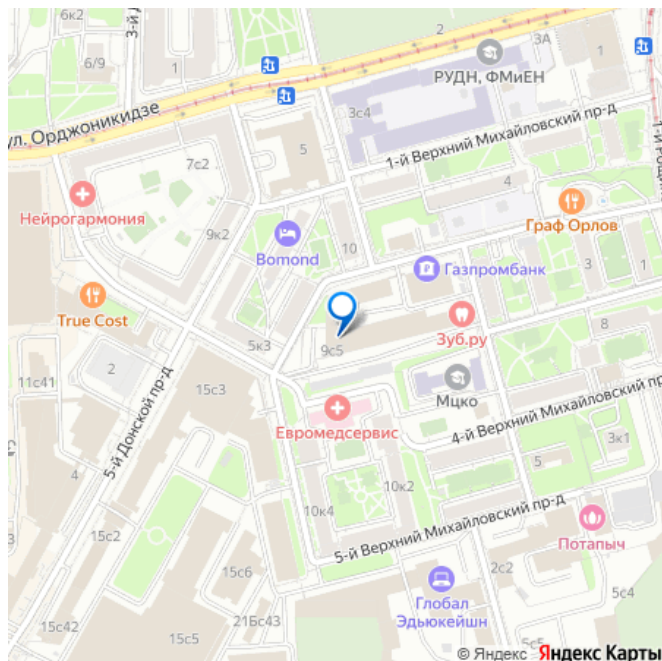 2
3А
1
6/9
1
РУДН, ФМиЕН
ул. Орджоникидзе
3с4
1-й Верхний Михайловский пр-д
5
7с2
4
Нейрогармония
Граф Орлов
9к2
10
Bomond
Газпромбанк
3
1
True Cost
Зуб.ру
8
5к3
9с5
2
11с41
15с3
Мцко
Евромедсервис
4-й Верхний Михайловский пр
5-й Донской пр-д
3к1
4
5
10к2
10к4
5-й Верхний Михайловский пр-д
15с2
Потапыч
15с6
2с2
Глобал
Эдьюкейшн
5с4
21Бс43
15с42
15с5
© Яндекс Яндекс Карты